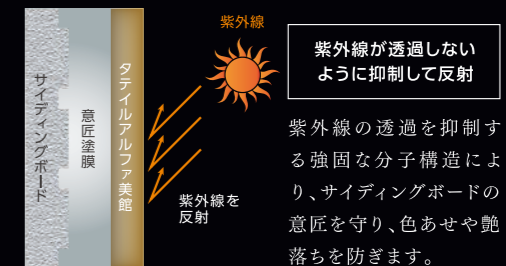 紫外線
サイディングボード
意匠塗膜
タテイルアルファ美館
紫外線を
反射
紫外線が透過しない
ように抑制して反射
紫外線の透過を抑制す
る強固な分子構造によ
り、サイディングボードの
意匠を守り、色あせや艶
落ちを防ぎます。